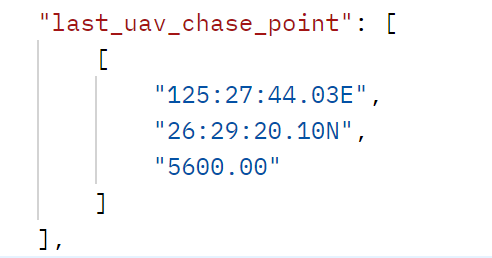 "last_uav_chase_point": [
[
"125:27:44.03E",
"26:29:20.10N",
"5600.00"
]
],